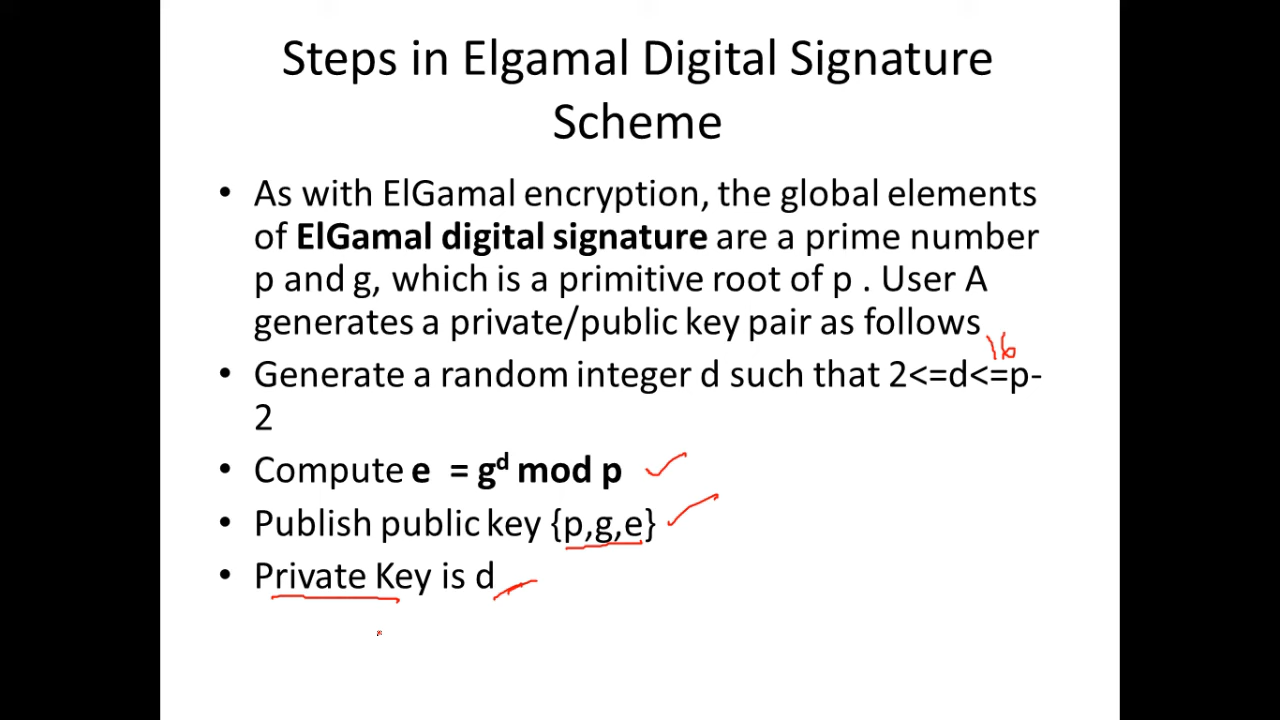 Steps in Elgamal Digital Signature
Scheme
• As with ElGamal encryption, the global elements
of ElGamal digital signature are a prime number
p and g, which is a primitive root of p . User A
generates a private/public key pair as follows
16
• Generate a random integer d such that 2<=d<=p-
2
• Compute e = gᵈ mod p
• Publish public key {p,g,e}
• Private Key is d